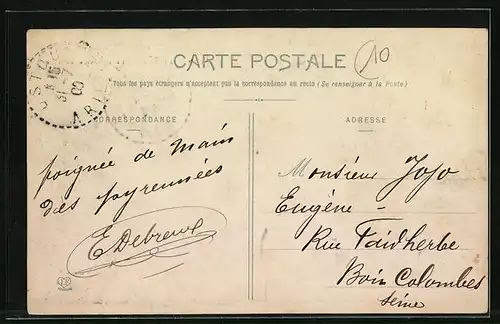 CARTE POSTALE
10
Tous les pays étrangers n'acceptent pas la correspondance au recto (Se renseigner à la Poste)
CORRESPONDANCE
ADRESSE
poignée de main
des pyrennées
E Debreux
Monsieur Jojo
Eugène -
Rue Faidherbe
Bois Colombes
Seine